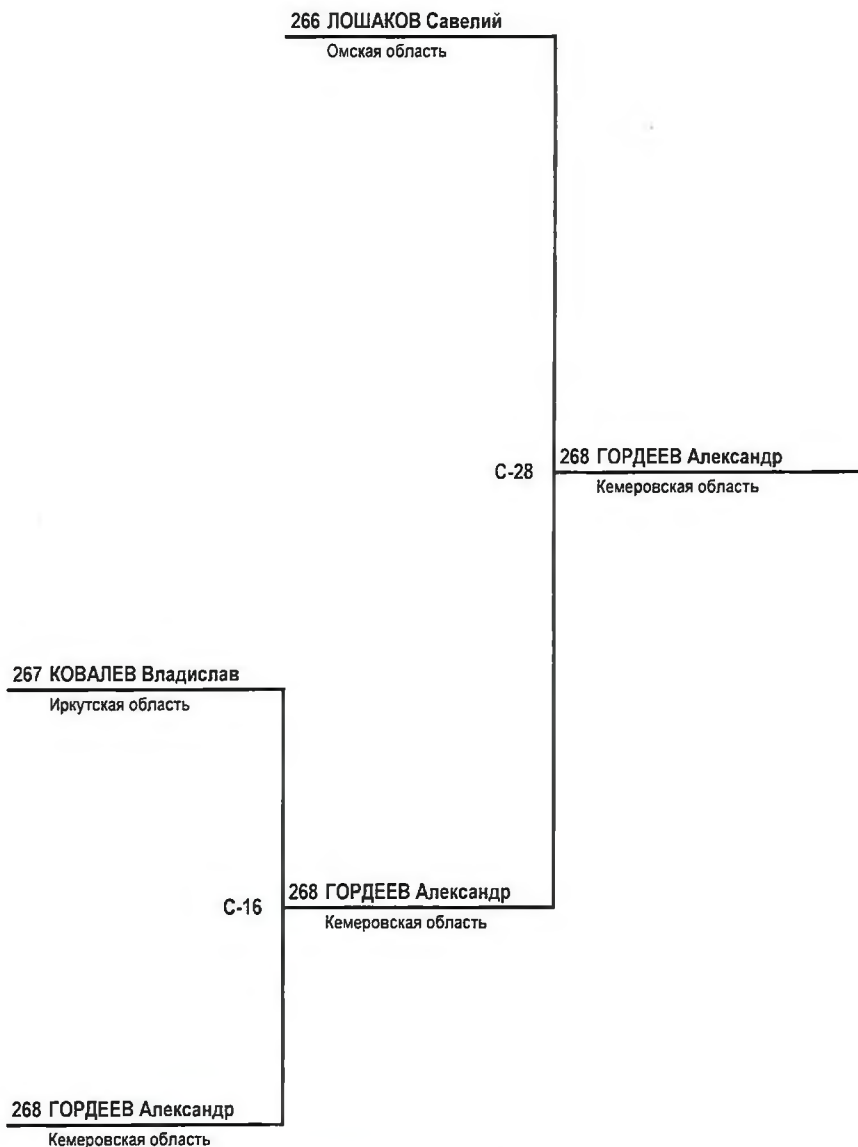 266 ЛОШАКОВ Савелий
Омская область
С-28
268 ГОРДЕЕВ Александр
Кемеровская область
267 КОВАЛЕВ Владислав
Иркутская область
С-16
268 ГОРДЕЕВ Александр
Кемеровская область
268 ГОРДЕЕВ Александр
Кемеровская область